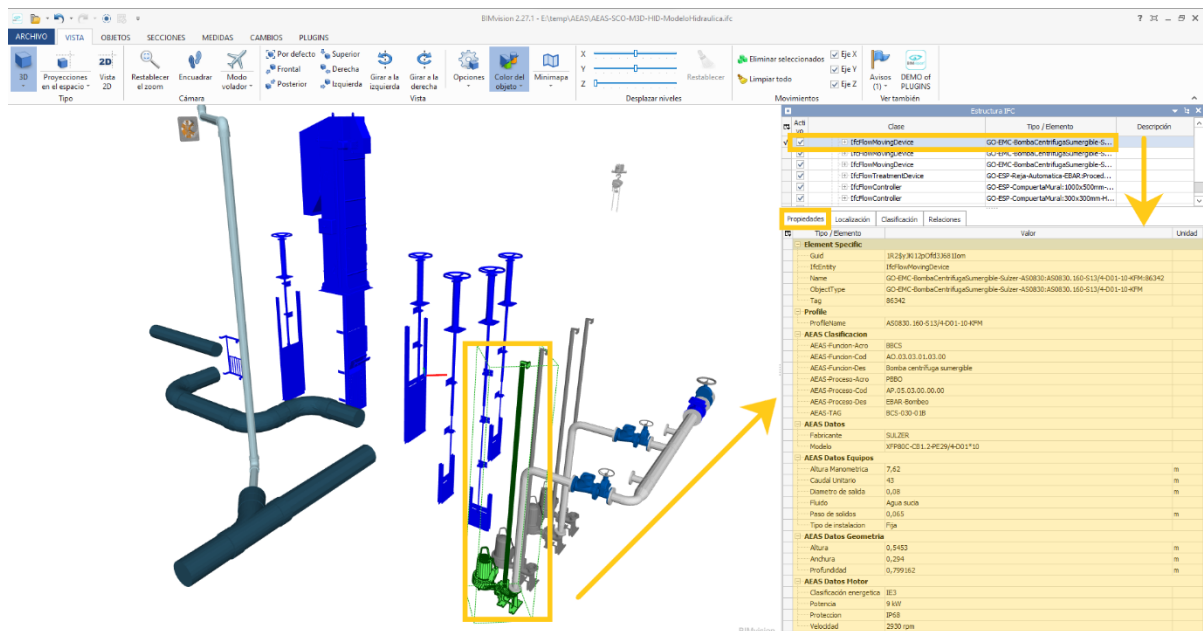 BIMvision 2.27.1 - E:\temp\AEAS\AEAS-SCO-M3D-HID-ModeloHidraulica.ifc
ARCHIVO VISTA OBJETOS SECCIONES MEDIDAS CAMBIOS PLUGINS
3D
Proyecciones en el espacio
2D
Vista 2D
Tipo
Restablecer el zoom
Encuadrar
Modo volador
Cámara
Por defecto
Superior
Frontal
Derecha
Posterior
Izquierda
Girar a la izquierda
Girar a la derecha
Opciones
Color del objeto
Minimapa
Vista
X
Y
Z
Restablecer
Desplazar niveles
Eliminar seleccionados
Limpiar todo
Eje X
Eje Y
Eje Z
Movimientos
Avisos (1)
DEMO of PLUGINS
Ver también
Estructura IFC
Activo Clase Tipo / Elemento Descripción
IfcFlowMovingDevice GO-EMC-BombaCentrifugaSumergible-S...
IfcFlowMovingDevice GO-EMC-BombaCentrifugaSumergible-S...
IfcFlowMovingDevice GO-EMC-BombaCentrifugaSumergible-S...
IfcFlowTreatmentDevice GO-ESP-Reja-Automatica-EBAR:Proced...
IfcFlowController GO-ESP-CompuertaMural:1000x500mm-...
IfcFlowController GO-ESP-CompuertaMural:300x300mm-H...
Propiedades Localización Clasificación Relaciones
Tipo / Elemento Valor Unidad
Element Specific
Guid
IfcEntity IfcFlowMovingDevice
Name GO-EMC-BombaCentrifugaSumergible-Sulzer-AS0830:AS0830.160-S13/4-D01-10-KFM:86342
ObjectType GO-EMC-BombaCentrifugaSumergible-Sulzer-AS0830:AS0830.160-S13/4-D01-10-KFM
Tag 86342
Profile
ProfileName AS0830.160-S13/4-D01-10-KFM
AEAS Clasificacion
AEAS-Funcion-Acro BBCS
AEAS-Funcion-Cod AO.03.03.01.03.00
AEAS-Funcion-Des Bomba centrífuga sumergible
AEAS-Proceso-Acro PBBO
AEAS-Proceso-Cod AP.05.03.00.00.00
AEAS-Proceso-Des EBAR-Bombeo
AEAS-TAG BCS-030-01B
AEAS Datos
Fabricante SULZER
Modelo XFP80C-CB1.2-PE29/4-D01*10
AEAS Datos Equipos
Altura Manometrica 7,62 m
Caudal Unitario 43 m
Diametro de salida 0,08 m
Fluido Agua sucia
Paso de solidos 0,065 m
Tipo de instalacion Fija
AEAS Datos Geometria
Altura 0,5453 m
Anchura 0,294 m
Profundidad 0,799162 m
AEAS Datos Motor
Clasificación energetica IE3
Potencia 9 kW
Proteccion IP68
Velocidad 2930 rpm